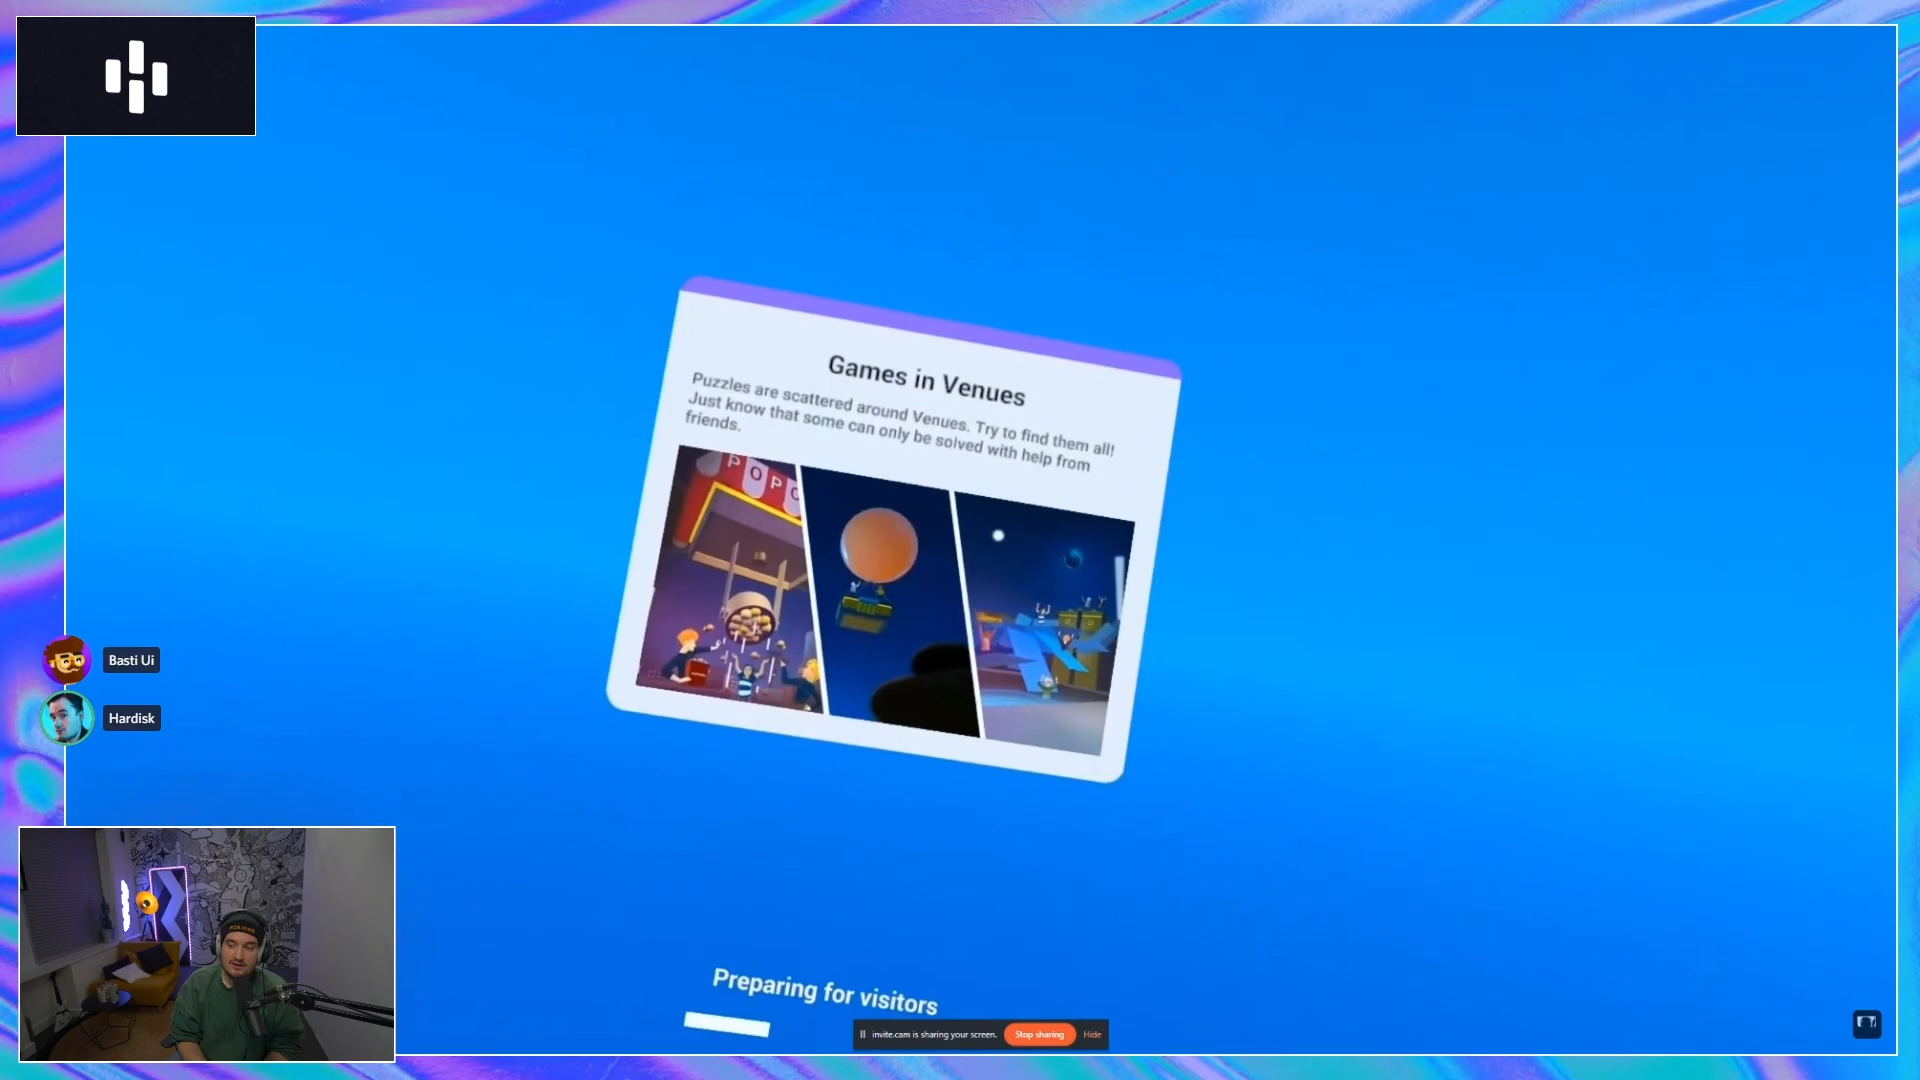 Games in Venues
Puzzles are scattered around Venues. Try to find them all!
Just know that some can only be solved with help from
friends.
POPC
Basti Ui
Hardisk
Preparing for visitors
invite.cam is sharing your screen.
Stop sharing
Hide